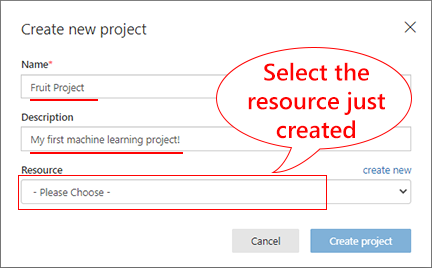 Create new project
Name*
Fruit Project
Select the
resource just
created
Description
My first machine learning project!
Resource
create new
- Please Choose -
Cancel
Create project